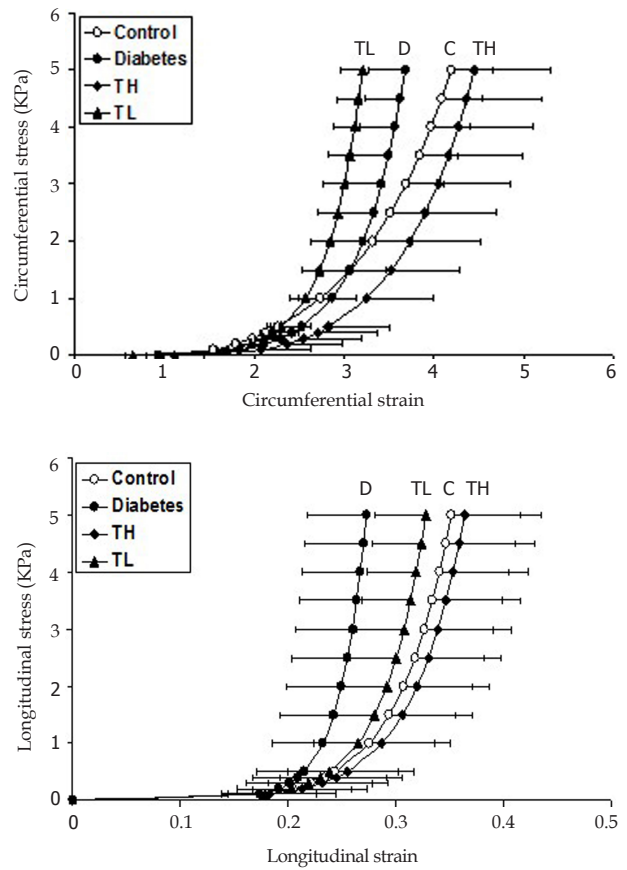 6
5
4
3
2
1
0
Circumferential stress (KPa)
Control
Diabetes
TH
TL
TL D C TH
0 1 2 3 4 5 6
Circumferential strain
6
5
4
3
2
1
0
Longitudinal stress (KPa)
Control
Diabetes
TH
TL
D TL C TH
0 0.1 0.2 0.3 0.4 0.5
Longitudinal strain